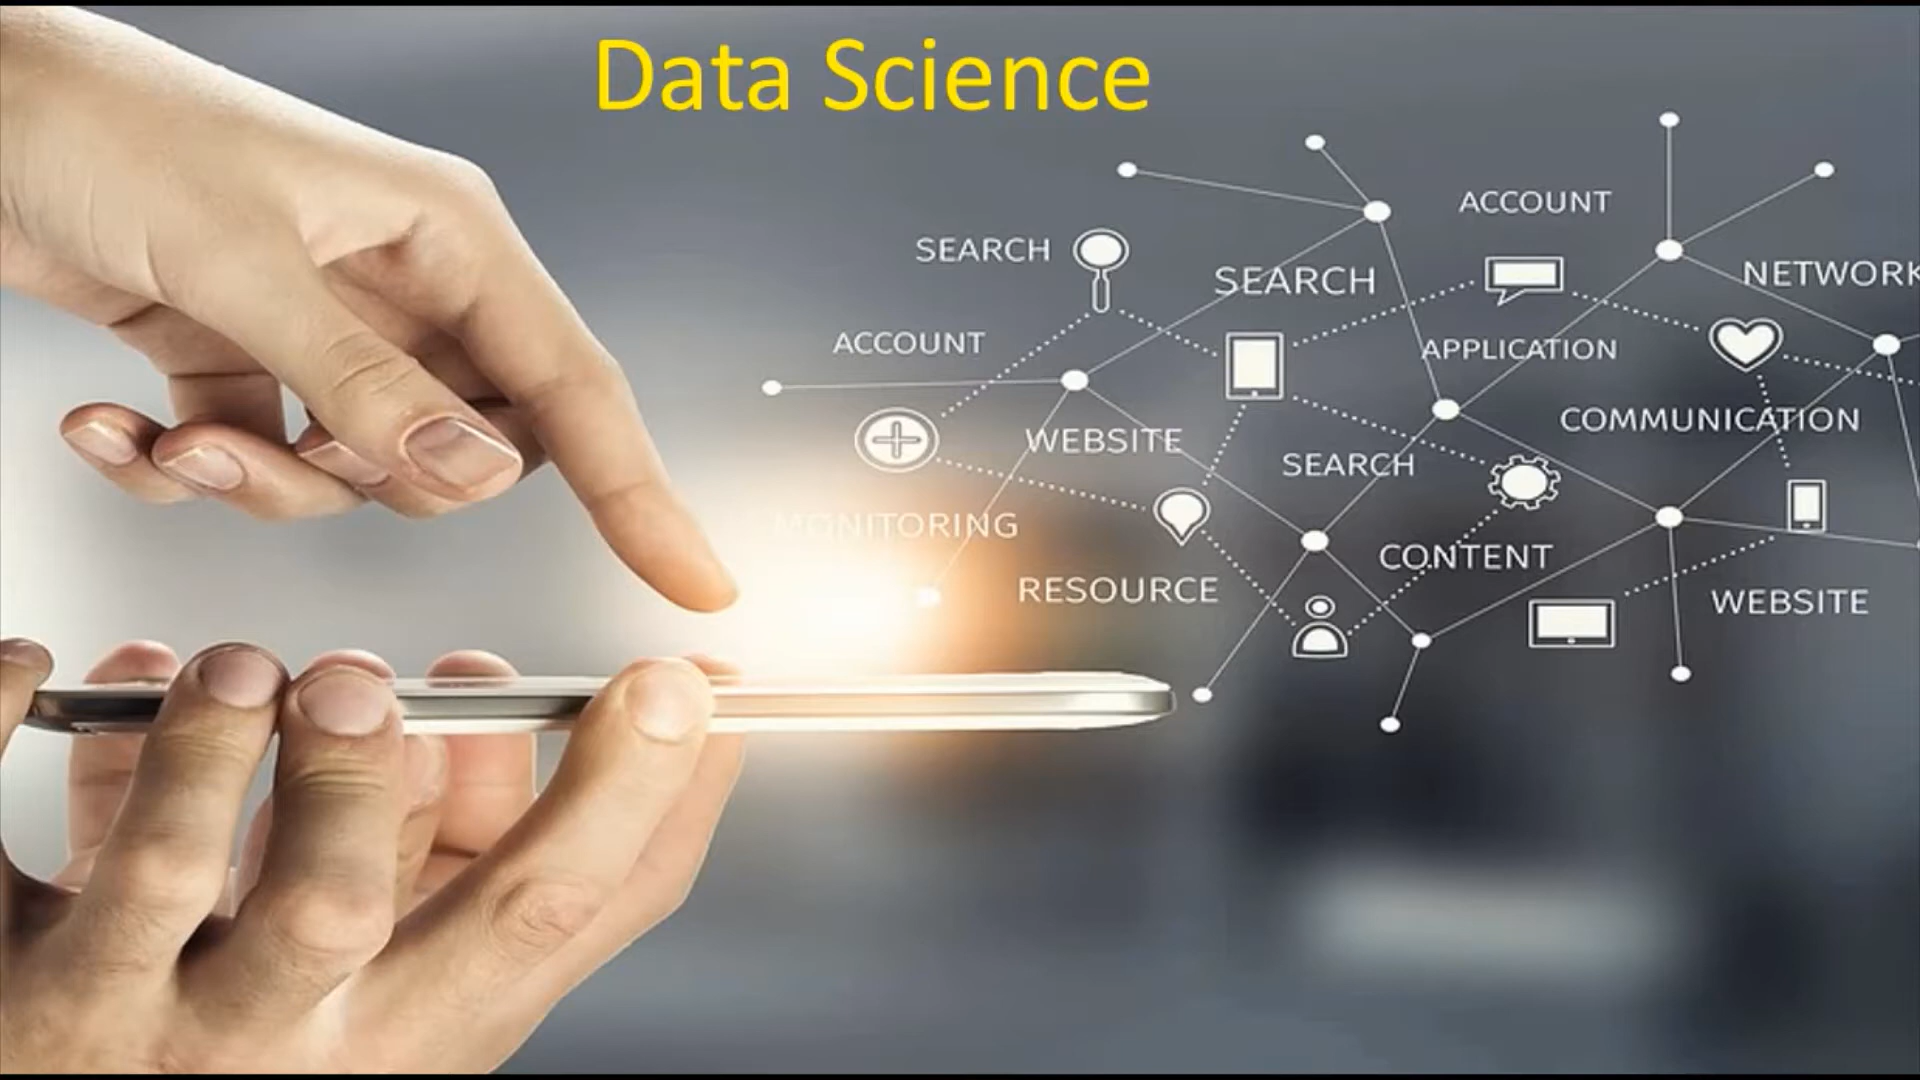 Data Science
ACCOUNT
SEARCH
SEARCH
NETWORK
ACCOUNT
APPLICATION
COMMUNICATION
WEBSITE
SEARCH
MONITORING
CONTENT
RESOURCE
WEBSITE